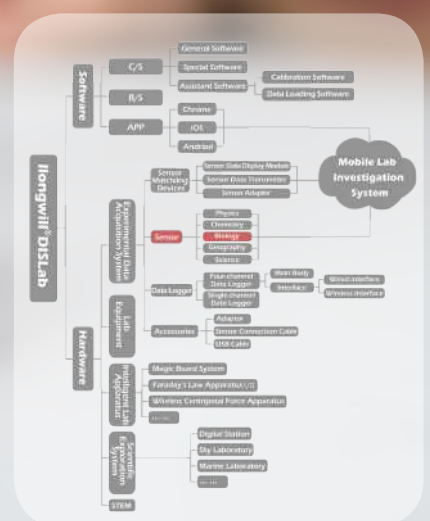 llongwill® DISLab
Software
C/S
General Software
Special Software
Assistant Software
Calibration Software
Data Loading Software
B/S
APP
Chrome
iOS
Android
Mobile Lab
Investigation
System
Hardware
Experimental Data
Acquisition System
Sensor
Matching
Devices
Sensor Data Display Module
Sensor Data Transmitter
Sensor Adaptor
Sensor
Physics
Chemistry
Biology
Geography
Science
Data Logger
Four-channel
Data Logger
Main Body
Interface
Wired Interface
Wireless Interface
Single-channel
Data Logger
Lab
Equipment
Accessories
Adaptor
Sensor Connection Cable
USB Cable
Intelligent Lab
Apparatus
Magic Board System
Faraday's Law Apparatus
Wireless Centripetal Force Apparatus
... ...
Scientific
Exploration
System
Digital Station
Sky Laboratory
Marine Laboratory
... ...
STEM